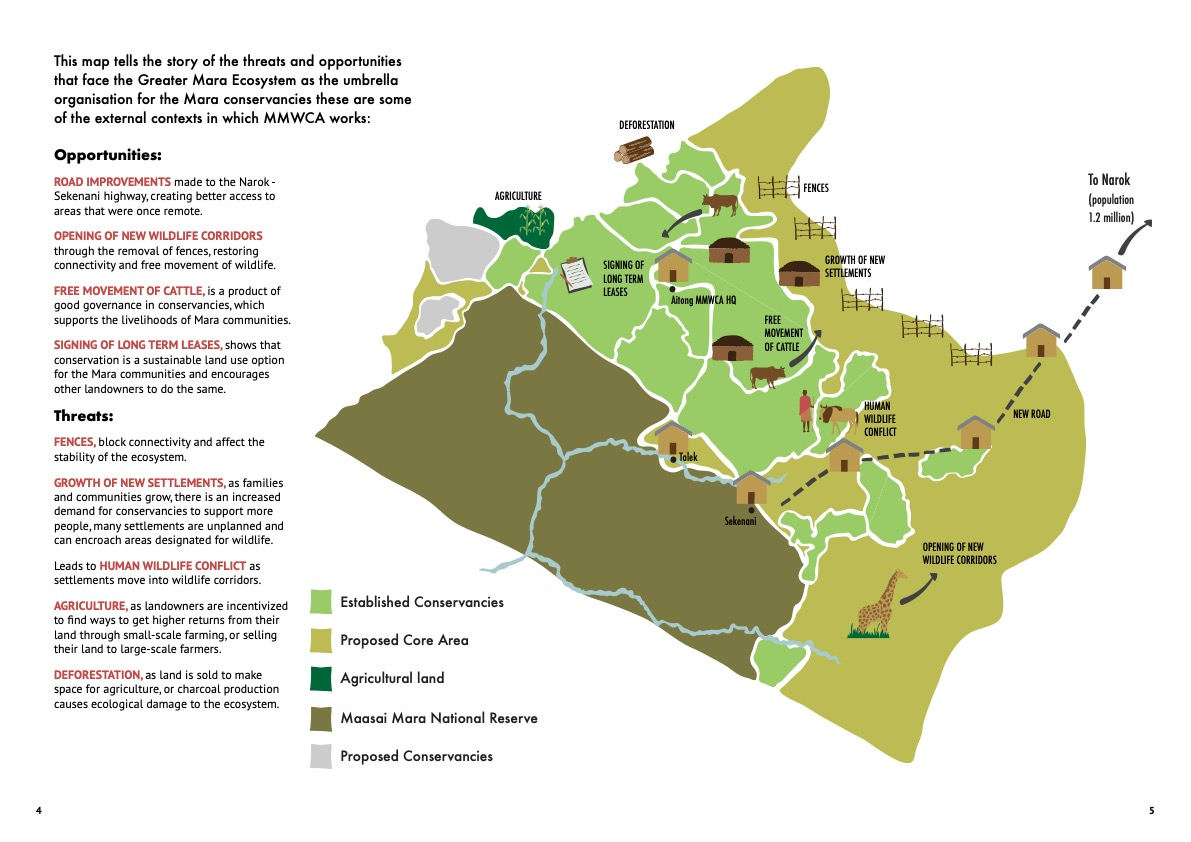 This map tells the story of the threats and opportunities
that face the Greater Mara Ecosystem as the umbrella
organisation for the Mara conservancies these are some
of the external contexts in which MMWCA works:
Opportunities:
ROAD IMPROVEMENTS made to the Narok -
Sekenani highway, creating better access to
areas that were once remote.
OPENING OF NEW WILDLIFE CORRIDORS
through the removal of fences, restoring
connectivity and free movement of wildlife.
FREE MOVEMENT OF CATTLE, is a product of
good governance in conservancies, which
supports the livelihoods of Mara communities.
SIGNING OF LONG TERM LEASES, shows that
conservation is a sustainable land use option
for the Mara communities and encourages
other landowners to do the same.
Threats:
FENCES, block connectivity and affect the
stability of the ecosystem.
GROWTH OF NEW SETTLEMENTS, as families
and communities grow, there is an increased
demand for conservancies to support more
people, many settlements are unplanned and
can encroach areas designated for wildlife.
Leads to HUMAN WILDLIFE CONFLICT as
settlements move into wildlife corridors.
AGRICULTURE, as landowners are incentivized
to find ways to get higher returns from their
land through small-scale farming, or selling
their land to large-scale farmers.
DEFORESTATION, as land is sold to make
space for agriculture, or charcoal production
causes ecological damage to the ecosystem.
DEFORESTATION
AGRICULTURE
FENCES
To Narok
(population
1.2 million)
SIGNING OF
LONG TERM
LEASES
GROWTH OF NEW
SETTLEMENTS
Aitong MMWCA HQ
FREE
MOVEMENT
OF CATTLE
HUMAN
WILDLIFE
CONFLICT
NEW ROAD
Talek
Sekenani
OPENING OF NEW
WILDLIFE CORRIDORS
Established Conservancies
Proposed Core Area
Agricultural land
Maasai Mara National Reserve
Proposed Conservancies
4
5